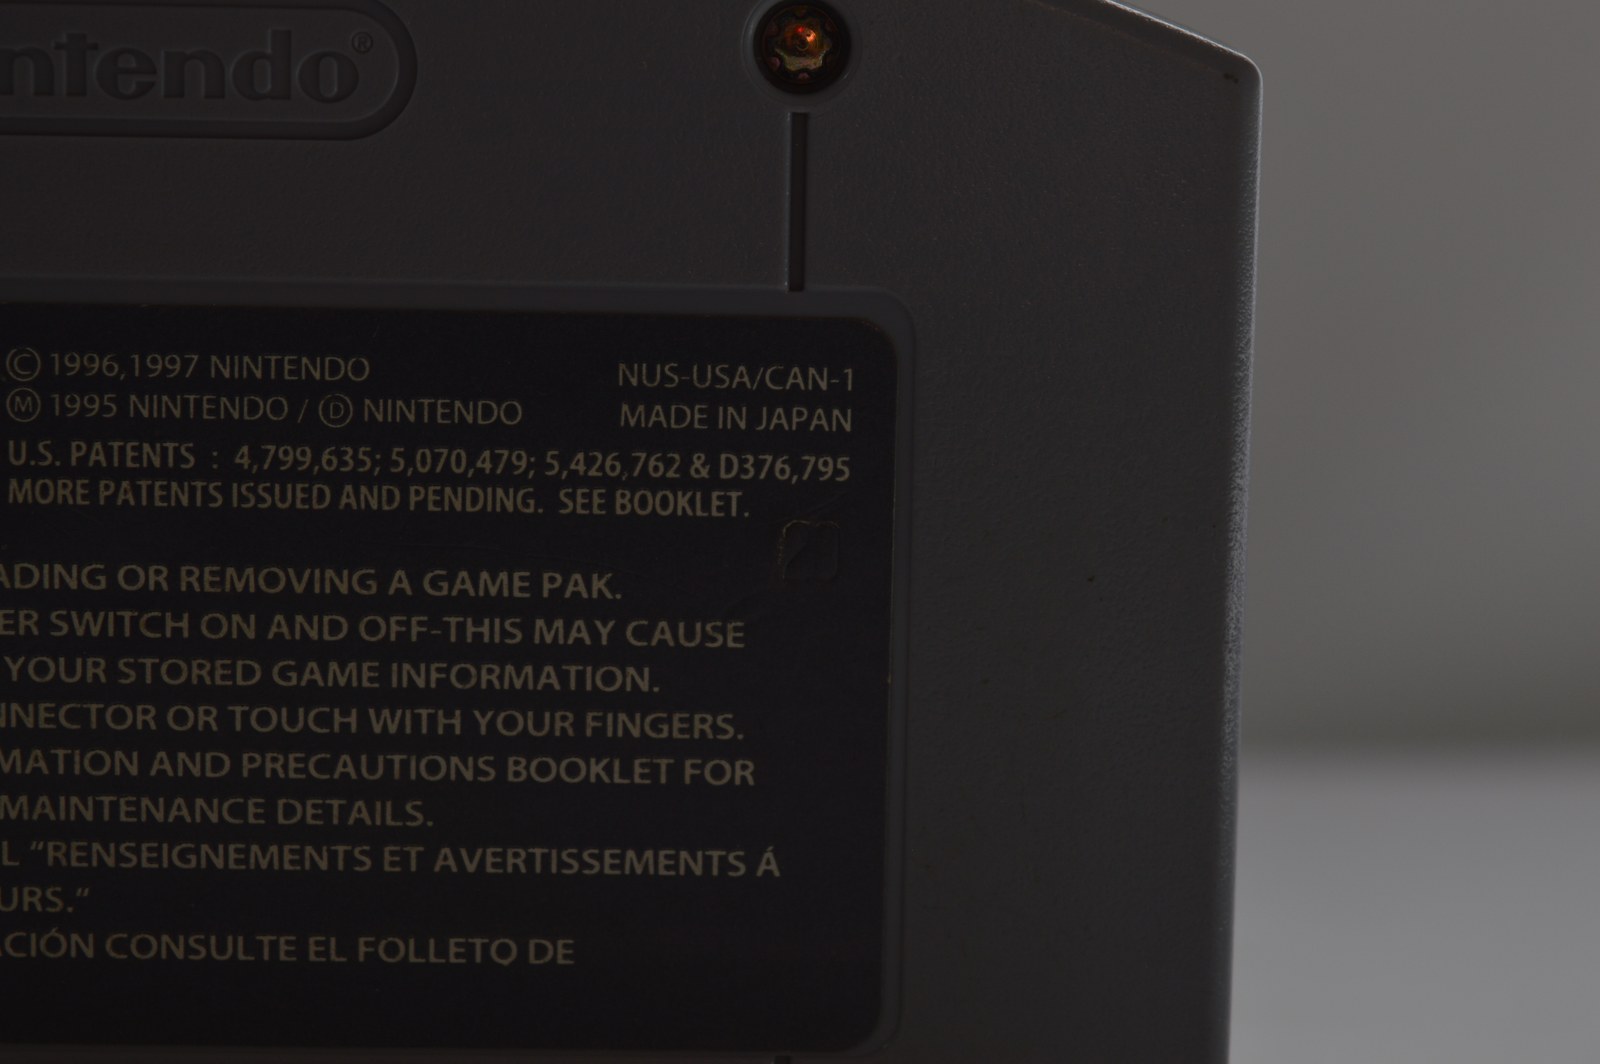 ntendo®
© 1996,1997 NINTENDO
NUS-USA/CAN-1
Ⓜ 1995 NINTENDO / Ⓓ NINTENDO
MADE IN JAPAN
U.S. PATENTS : 4,799,635; 5,070,479; 5,426,762 & D376,795
MORE PATENTS ISSUED AND PENDING. SEE BOOKLET.
ADING OR REMOVING A GAME PAK.
ER SWITCH ON AND OFF-THIS MAY CAUSE
YOUR STORED GAME INFORMATION.
NNECTOR OR TOUCH WITH YOUR FINGERS.
MATION AND PRECAUTIONS BOOKLET FOR
MAINTENANCE DETAILS.
L “RENSEIGNEMENTS ET AVERTISSEMENTS Á
URS.“
ACIÓN CONSULTE EL FOLLETO DE